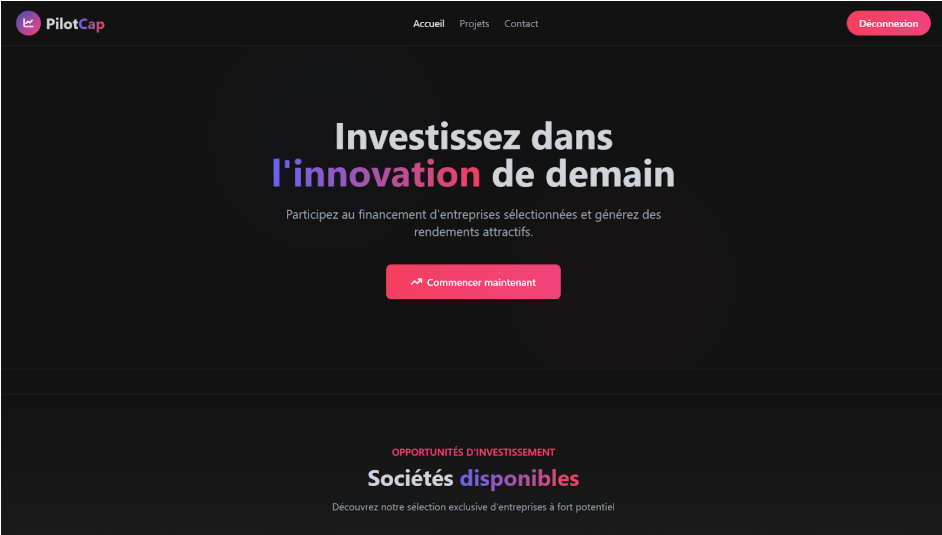 PilotCap
Accueil Projets Contact
Déconnexion
Investissez dans
l'innovation de demain
Participez au financement d'entreprises sélectionnées et générez des
rendements attractifs.
Commencer maintenant
OPPORTUNITÉS D'INVESTISSEMENT
Sociétés disponibles
Découvrez notre sélection exclusive d'entreprises à fort potentiel